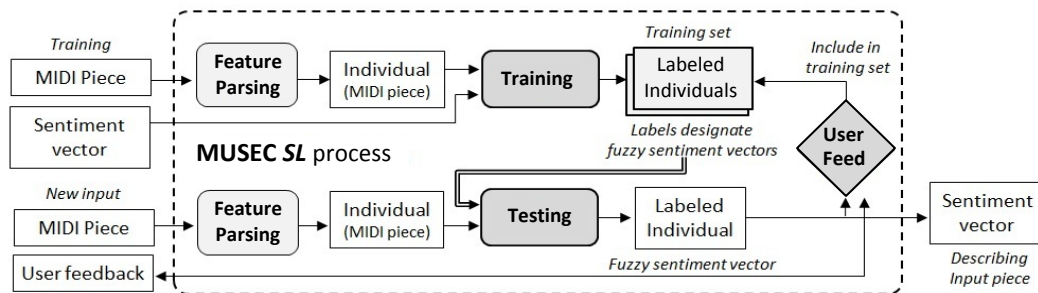 Training
MIDI Piece
Sentiment
vector
Feature
Parsing
Individual
(MIDI piece)
Training
Training set
Labeled
Individuals
Include in
training set
Labels designate
fuzzy sentiment vectors
User
Feed
MUSEC SL process
New input
MIDI Piece
User feedback
Feature
Parsing
Individual
(MIDI piece)
Testing
Labeled
Individual
Fuzzy sentiment vector
Sentiment
vector
Describing
Input piece